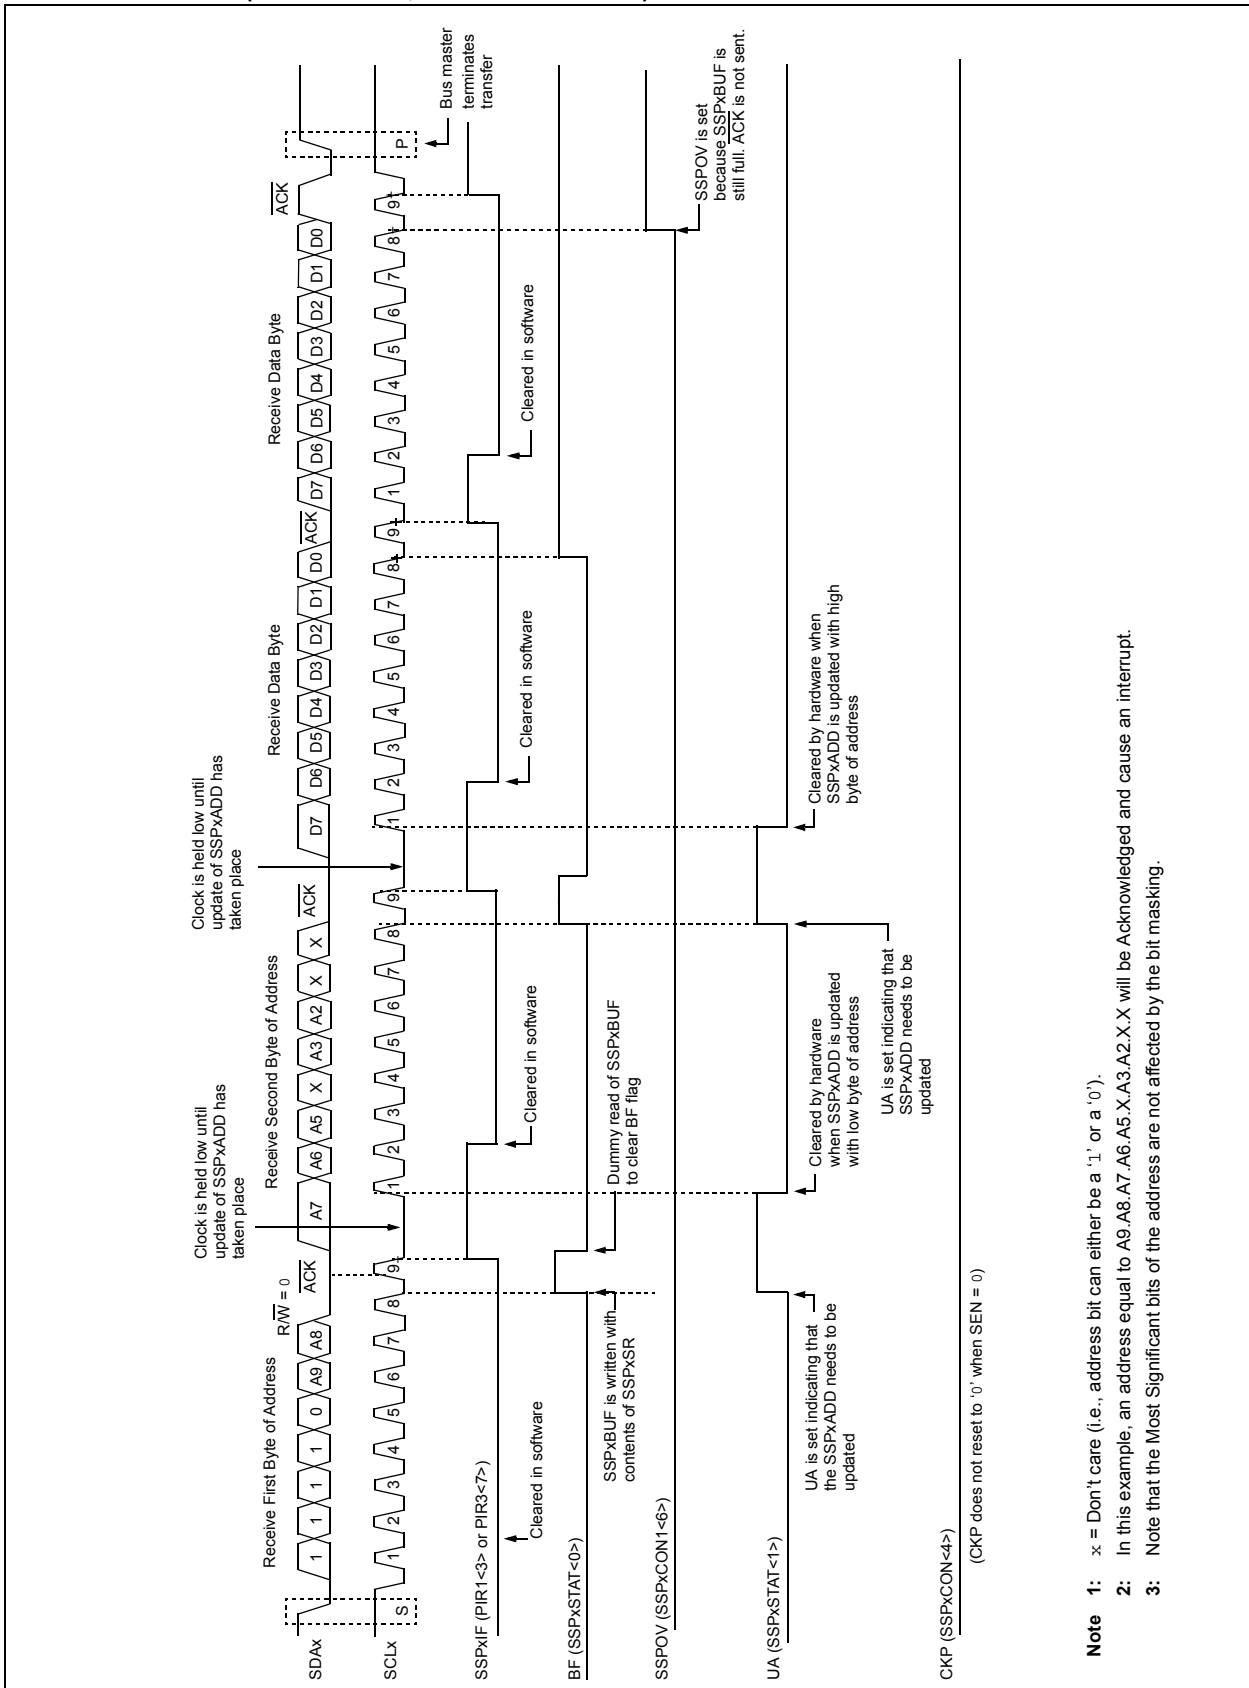 Receive First Byte of Address
R/W = 0
Receive Second Byte of Address
Receive Data Byte
Receive Data Byte
Clock is held low until
update of SSPxADD has
taken place
Clock is held low until
update of SSPxADD has
taken place
SDAx
1 1 1 1 0 A9 A8 ACK A7 A6 A5 X A3 A2 X X ACK D7 D6 D5 D4 D3 D2 D1 D0 ACK D7 D6 D5 D4 D3 D2 D1 D0 ACK
SCLx
S 1 2 3 4 5 6 7 8 9 1 2 3 4 5 6 7 8 9 1 2 3 4 5 6 7 8 9 1 2 3 4 5 6 7 8 9 P
Bus master
terminates
transfer
SSPxIF (PIR1<3> or PIR3<7>)
Cleared in software
Cleared in software
Cleared in software
Cleared in software
BF (SSPxSTAT<0>)
SSPxBUF is written with
contents of SSPxSR
Dummy read of SSPxBUF
to clear BF flag
SSPOV (SSPxCON1<6>)
SSPOV is set
because SSPxBUF is
still full. ACK is not sent.
UA (SSPxSTAT<1>)
UA is set indicating that
the SSPxADD needs to be
updated
Cleared by hardware
when SSPxADD is updated
with low byte of address
UA is set indicating that
SSPxADD needs to be
updated
Cleared by hardware when
SSPxADD is updated with high
byte of address
CKP (SSPxCON<4>)
(CKP does not reset to ‘0’ when SEN = 0)
Note 1: x = Don’t care (i.e., address bit can either be a ‘1’ or a ‘0’).
2: In this example, an address equal to A9.A8.A7.A6.A5.X.A3.A2.X.X will be Acknowledged and cause an interrupt.
3: Note that the Most Significant bits of the address are not affected by the bit masking.